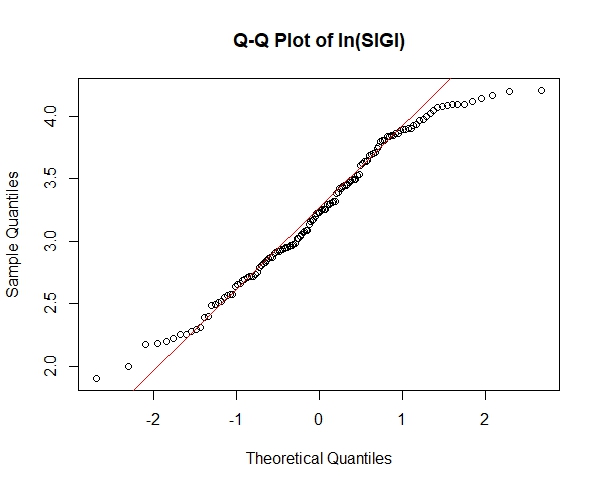 Q-Q Plot of ln(SIGI)
4.0
3.5
3.0
2.5
2.0
Sample Quantiles
-2 -1 0 1 2
Theoretical Quantiles